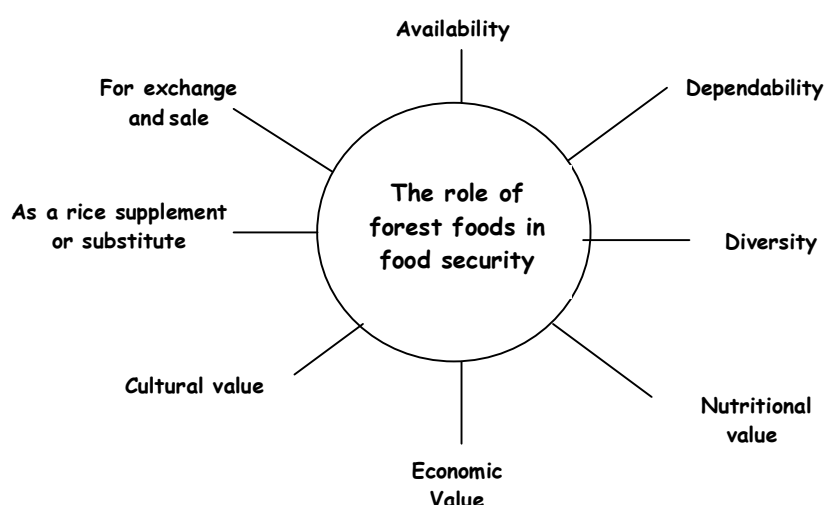 Availability
For exchange
and sale
Dependability
The role of
forest foods in
food security
As a rice supplement
or substitute
Diversity
Cultural value
Nutritional
value
Economic
Value